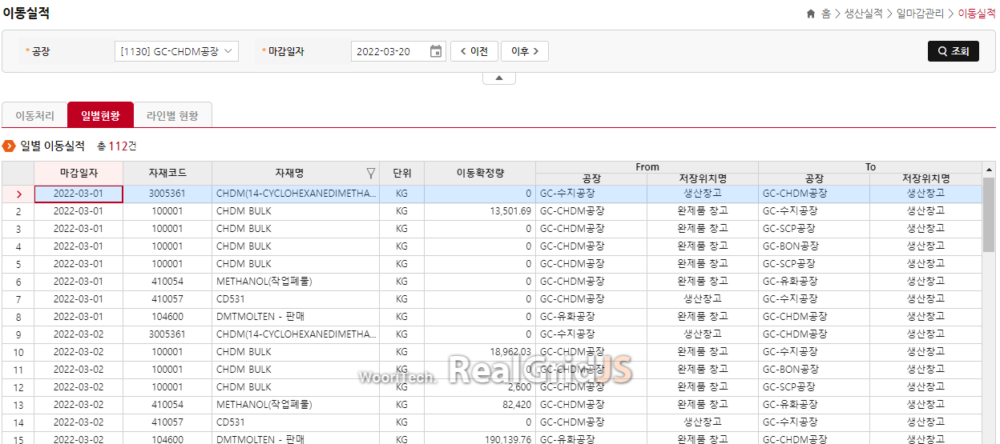 이동실적
홈 > 생산실적 > 일마감관리 > 이동실적
* 공장 [1130] GC-CHDM공장 * 마감일자 2022-03-20 < 이전 이후 > 조회
이동처리 일별현황 라인별 현황
일별 이동실적 총 112건
마감일자 자재코드 자재명 단위 이동확정량 From To
공장 저장위치명 공장 저장위치명
2022-03-01 3005361 CHDM(14-CYCLOHEXANEDIMETHA... KG 0 GC-수지공장 생산창고 GC-CHDM공장 생산창고
2 2022-03-01 100001 CHDM BULK KG 13,501.69 GC-CHDM공장 완제품 창고 GC-수지공장 생산창고
3 2022-03-01 100001 CHDM BULK KG 0 GC-CHDM공장 완제품 창고 GC-SCP공장 생산창고
4 2022-03-01 100001 CHDM BULK KG 0 GC-CHDM공장 완제품 창고 GC-BON공장 생산창고
5 2022-03-01 100001 CHDM BULK KG 0 GC-CHDM공장 완제품 창고 GC-SCP공장 생산창고
6 2022-03-01 410054 METHANOL(작업폐물) KG 0 GC-CHDM공장 완제품 창고 GC-유화공장 생산창고
7 2022-03-01 410057 CD531 KG 0 GC-CHDM공장 생산창고 GC-수지공장 생산창고
8 2022-03-01 104600 DMTMOLTEN - 판매 KG 0 GC-유화공장 완제품 창고 GC-CHDM공장 생산창고
9 2022-03-02 3005361 CHDM(14-CYCLOHEXANEDIMETHA... KG 0 GC-수지공장 생산창고 GC-CHDM공장 생산창고
10 2022-03-02 100001 CHDM BULK KG 18,962.03 GC-CHDM공장 완제품 창고 GC-수지공장 생산창고
11 2022-03-02 100001 CHDM BULK KG 0 GC-CHDM공장 완제품 창고 GC-BON공장 생산창고
WooriTech. RealGridJS
12 2022-03-02 100001 CHDM BULK KG 2,600 GC-CHDM공장 완제품 창고 GC-SCP공장 생산창고
13 2022-03-02 410054 METHANOL(작업폐물) KG 82,420 GC-CHDM공장 완제품 창고 GC-유화공장 생산창고
14 2022-03-02 410057 CD531 KG 0 GC-CHDM공장 생산창고 GC-수지공장 생산창고
15 2022-03-02 104600 DMTMOLTEN - 판매 KG 190,139.76 GC-유화공장 완제품 창고 GC-CHDM공장 생산창고